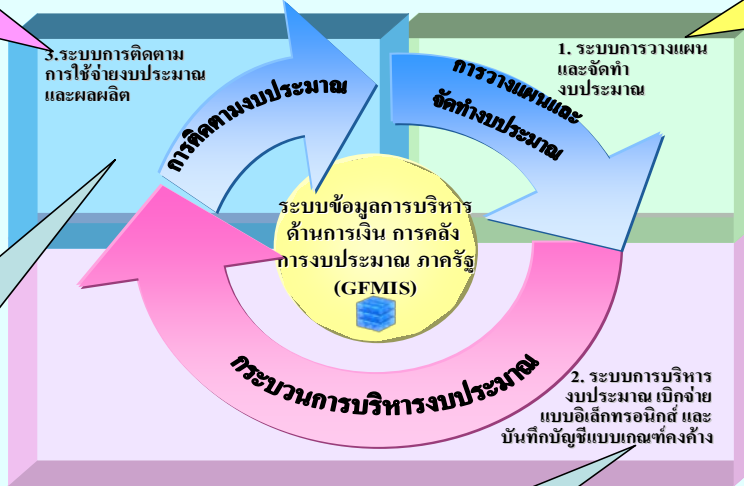 3.ระบบการติดตาม
การใช้จ่ายงบประมาณ
และผลผลิต
1. ระบบการวางแผน
และจัดทำ
งบประมาณ
การติดตามงบประมาณ
การวางแผนและ
จัดทำงบประมาณ
ระบบข้อมูลการบริหาร
ด้านการเงิน การคลัง
การงบประมาณ ภาครัฐ
(GFMIS)
กระบวนการบริหารงบประมาณ
2. ระบบการบริหาร
งบประมาณ เบิกจ่าย
แบบอิเล็กทรอนิกส์ และ
บันทึกบัญชีแบบเกณฑ์คงค้าง